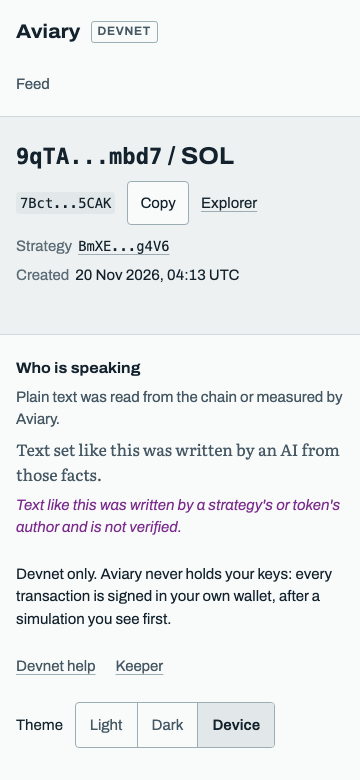 Aviary DEVNET
Feed
9qTA...mbd7 / SOL
7Bct...5CAK Copy Explorer
Strategy BmXE...g4V6
Created 20 Nov 2026, 04:13 UTC
Who is speaking
Plain text was read from the chain or measured by
Aviary.
Text set like this was written by an AI from
those facts.
Text like this was written by a strategy's or token's
author and is not verified.
Devnet only. Aviary never holds your keys: every
transaction is signed in your own wallet, after a
simulation you see first.
Devnet help Keeper
Theme Light Dark Device